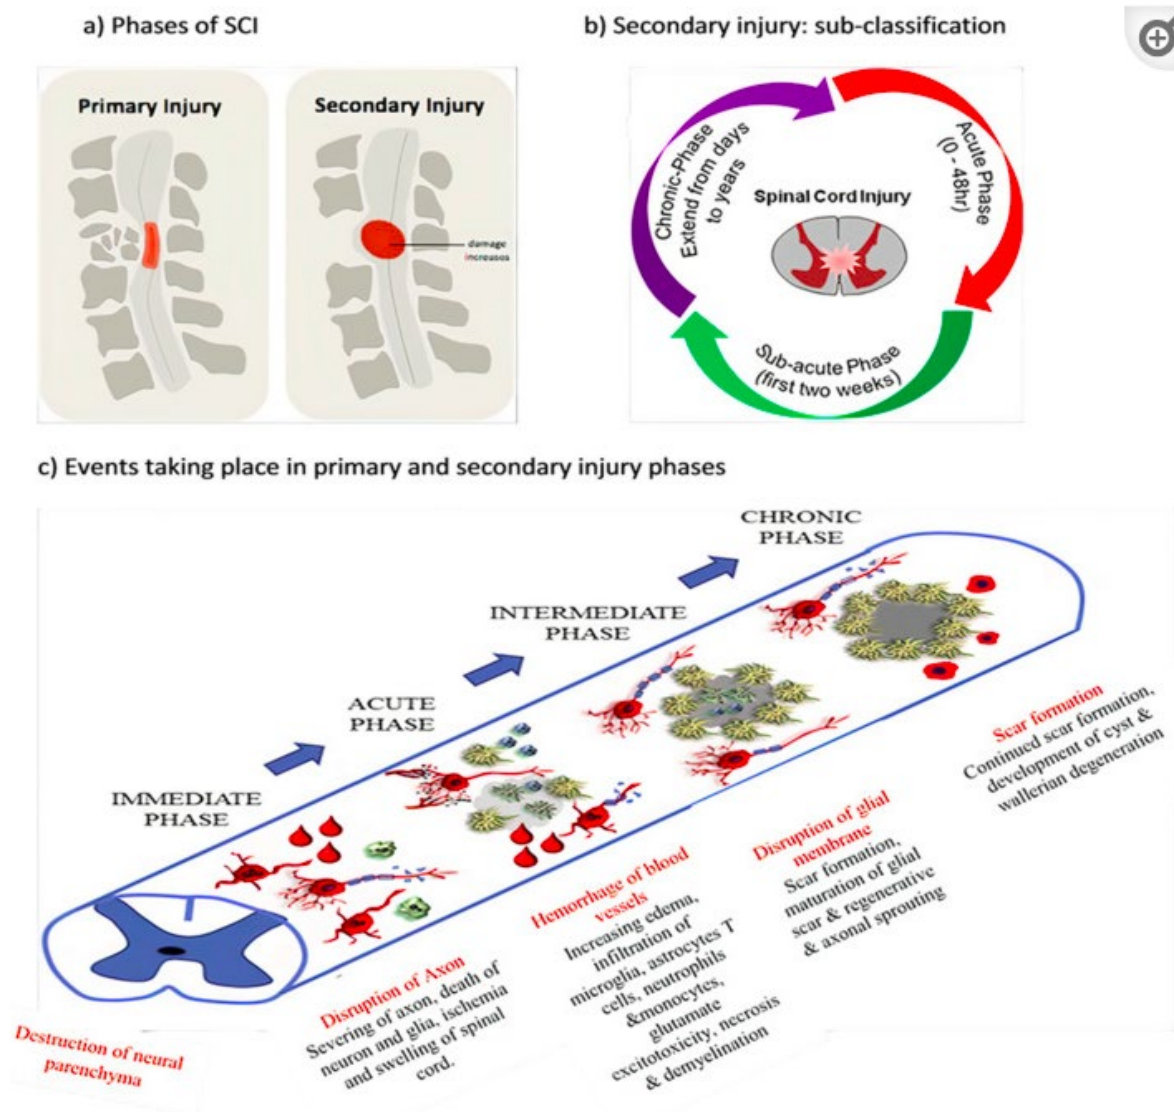 a) Phases of SCI
b) Secondary injury: sub-classification
Primary Injury
Secondary Injury
damage
increases
Chronic-Phase
Extend from days
to years
Acute Phase
(0 - 48hr)
Spinal Cord Injury
Sub-acute Phase
(first two weeks)
c) Events taking place in primary and secondary injury phases
CHRONIC
PHASE
INTERMEDIATE
PHASE
ACUTE
PHASE
IMMEDIATE
PHASE
Destruction of neural
parenchyma
Disruption of Axon
Severing of axon, death of
neuron and glia, ischemia
and swelling of spinal
cord.
Hemorrhage of blood
vessels
Increasing edema,
infiltration of
microglia, astrocytes T
cells, neutrophils
&monocytes,
glutamate
excitotoxicity, necrosis
& demyelination
Disruption of glial
membrane
Scar formation,
maturation of glial
scar & regenerative
& axonal sprouting
Scar formation
Continued scar formation,
development of cyst &
wallerian degeneration